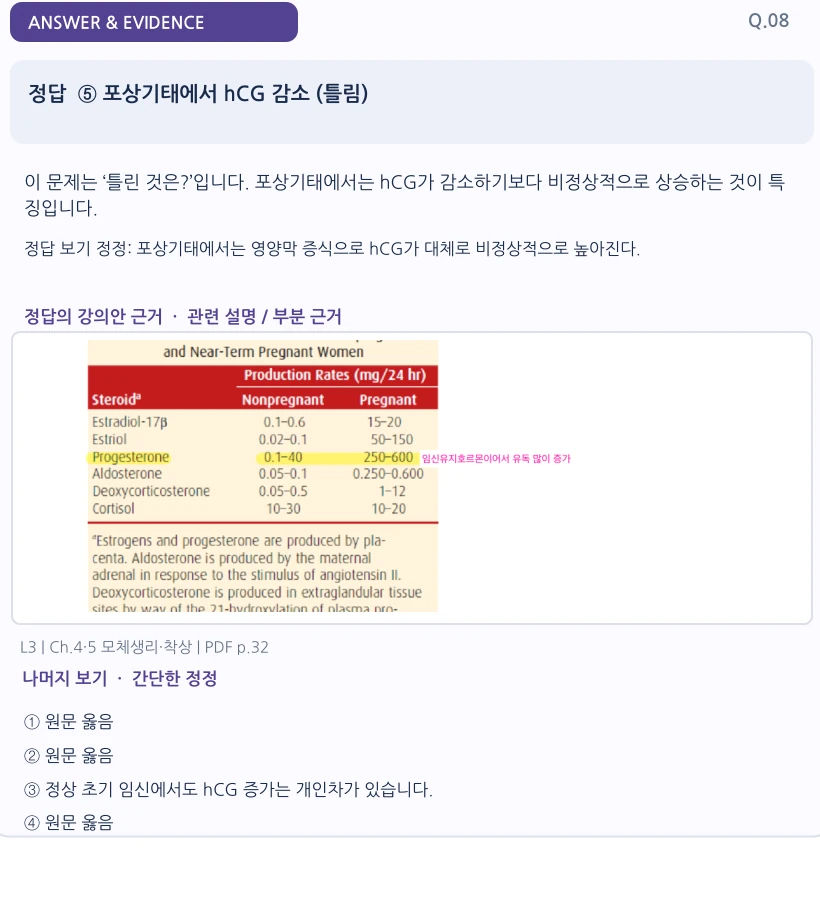 ANSWER & EVIDENCE
Q.08
정답 ⑤ 포상기태에서 hCG 감소 (틀림)
이 문제는 ‘틀린 것은?’입니다. 포상기태에서는 hCG가 감소하기보다 비정상적으로 상승하는 것이 특
징입니다.
정답 보기 정정: 포상기태에서는 영양막 증식으로 hCG가 대체로 비정상적으로 높아진다.
정답의 강의안 근거 · 관련 설명 / 부분 근거
and Near-Term Pregnant Women
Production Rates (mg/24 hr)
Steroidᵃ Nonpregnant Pregnant
Estradiol-17β 0.1–0.6 15–20
Estriol 0.02–0.1 50–150
Progesterone 0.1–40 250–600 임신유지호르몬이어서 유독 많이 증가
Aldosterone 0.05–0.1 0.250–0.600
Deoxycorticosterone 0.05–0.5 1–12
Cortisol 10–30 10–20
ᵃEstrogens and progesterone are produced by pla-
centa. Aldosterone is produced by the maternal
adrenal in response to the stimulus of angiotensin II.
Deoxycorticosterone is produced in extraglandular tissue
sites by way of the 21-hydroxylation of plasma pro-
L3 | Ch.4·5 모체생리·착상 | PDF p.32
나머지 보기 · 간단한 정정
① 원문 옳음
② 원문 옳음
③ 정상 초기 임신에서도 hCG 증가는 개인차가 있습니다.
④ 원문 옳음